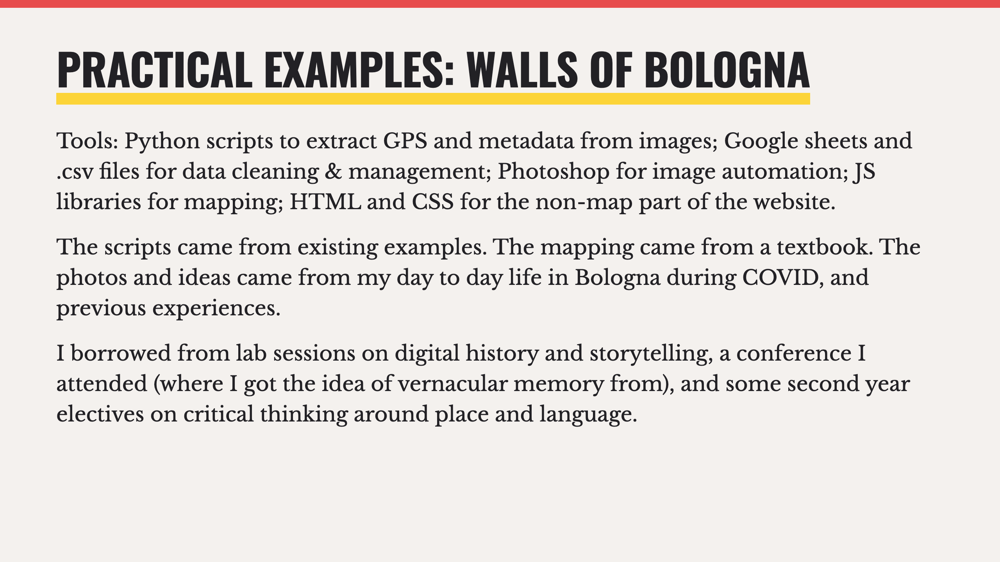 PRACTICAL EXAMPLES: WALLS OF BOLOGNA
Tools: Python scripts to extract GPS and metadata from images; Google sheets and
.csv files for data cleaning & management; Photoshop for image automation; JS
libraries for mapping; HTML and CSS for the non-map part of the website.
The scripts came from existing examples. The mapping came from a textbook. The
photos and ideas came from my day to day life in Bologna during COVID, and
previous experiences.
I borrowed from lab sessions on digital history and storytelling, a conference I
attended (where I got the idea of vernacular memory from), and some second year
electives on critical thinking around place and language.